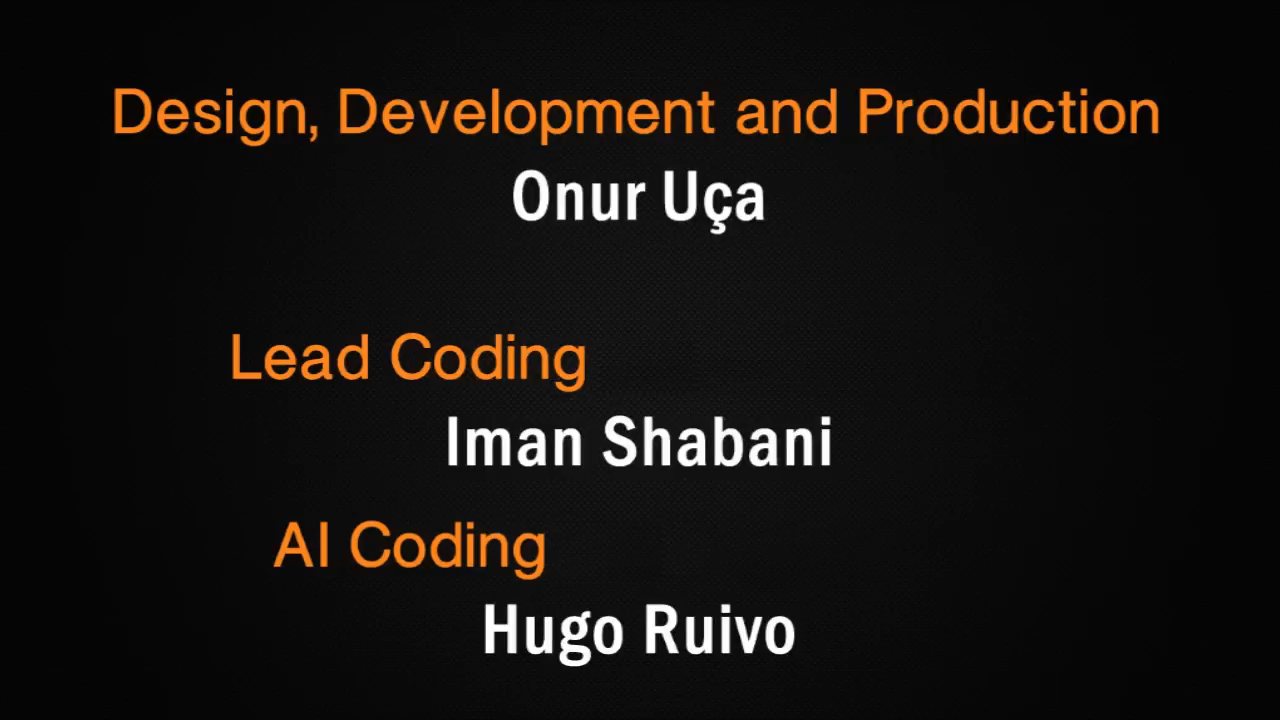 Design, Development and Production
Onur Uça
Lead Coding
Iman Shabani
AI Coding
Hugo Ruivo